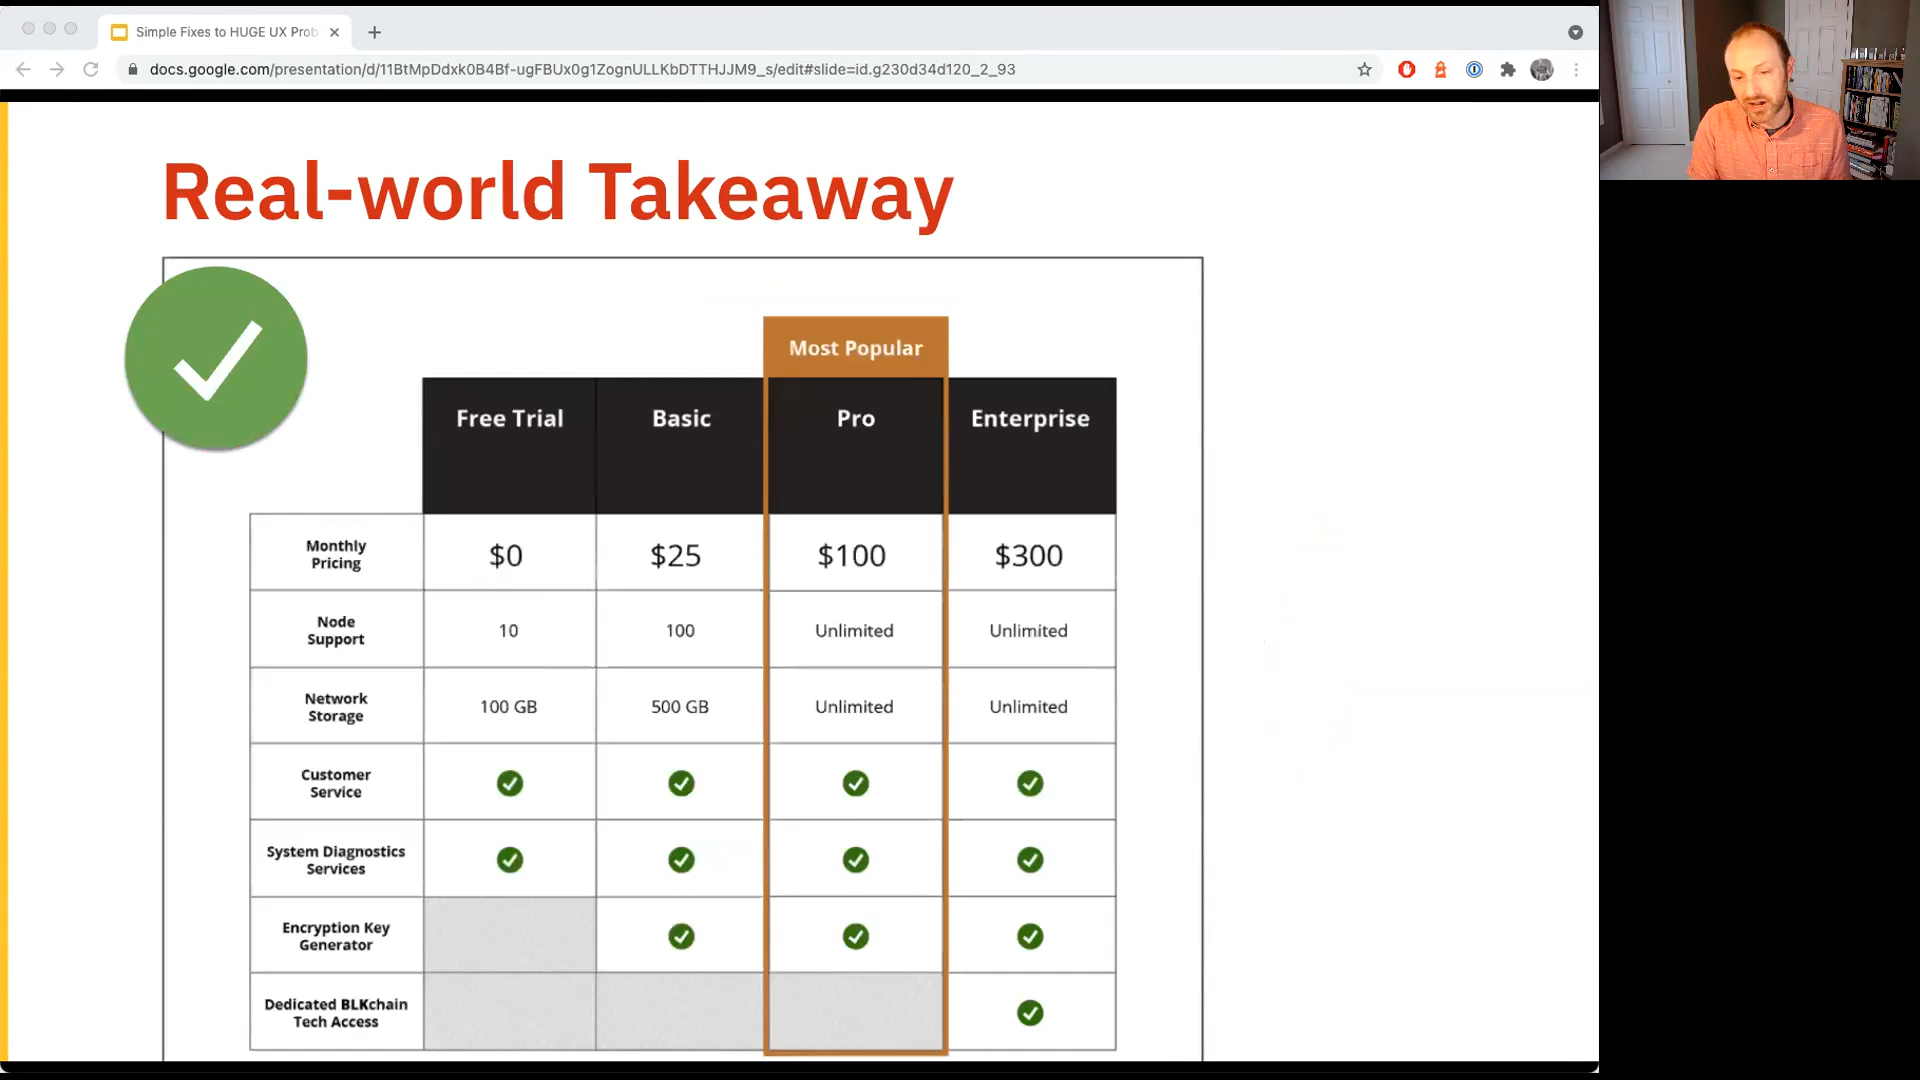 Simple Fixes to HUGE UX Prob
docs.google.com/presentation/d/11BtMpDdxk0B4Bf-ugFBUx0g1ZognULLKbDTTHJJM9_s/edit#slide=id.g230d34d120_2_93
Real-world Takeaway
Most Popular
Free Trial Basic Pro Enterprise
Monthly
Pricing
$0 $25 $100 $300
Node
Support
10 100 Unlimited Unlimited
Network
Storage
100 GB 500 GB Unlimited Unlimited
Customer
Service
System Diagnostics
Services
Encryption Key
Generator
Dedicated BLKchain
Tech Access